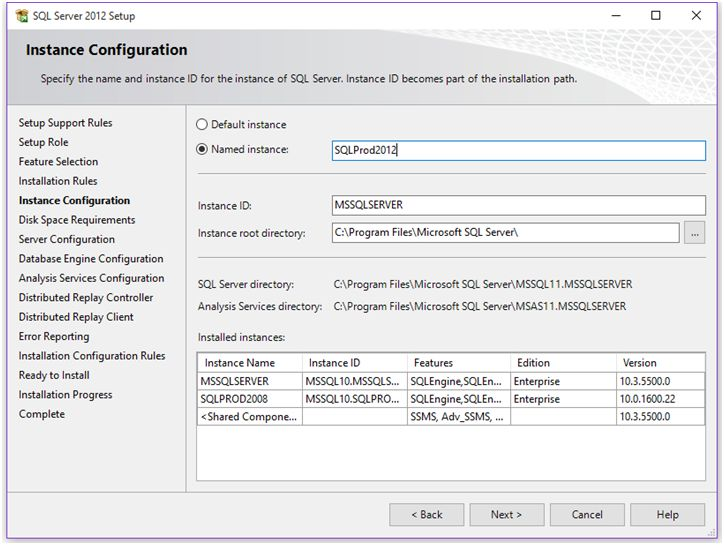 SQL Server 2012 Setup
Instance Configuration
Specify the name and instance ID for the instance of SQL Server. Instance ID becomes part of the installation path.
Setup Support Rules
Setup Role
Feature Selection
Installation Rules
Instance Configuration
Disk Space Requirements
Server Configuration
Database Engine Configuration
Analysis Services Configuration
Distributed Replay Controller
Distributed Replay Client
Error Reporting
Installation Configuration Rules
Ready to Install
Installation Progress
Complete
Default instance
Named instance: SQLProd2012
Instance ID: MSSQLSERVER
Instance root directory: C:\Program Files\Microsoft SQL Server\ ...
SQL Server directory: C:\Program Files\Microsoft SQL Server\MSSQL11.MSSQLSERVER
Analysis Services directory: C:\Program Files\Microsoft SQL Server\MSAS11.MSSQLSERVER
Installed instances:
Instance Name Instance ID Features Edition Version
MSSQLSERVER MSSQL10.MSSQLS... SQLEngine,SQLEn... Enterprise 10.3.5500.0
SQLPROD2008 MSSQL10.SQLPRO... SQLEngine,SQLEn... Enterprise 10.0.1600.22
<Shared Compone... SSMS, Adv_SSMS, ... 10.3.5500.0
< Back Next > Cancel Help